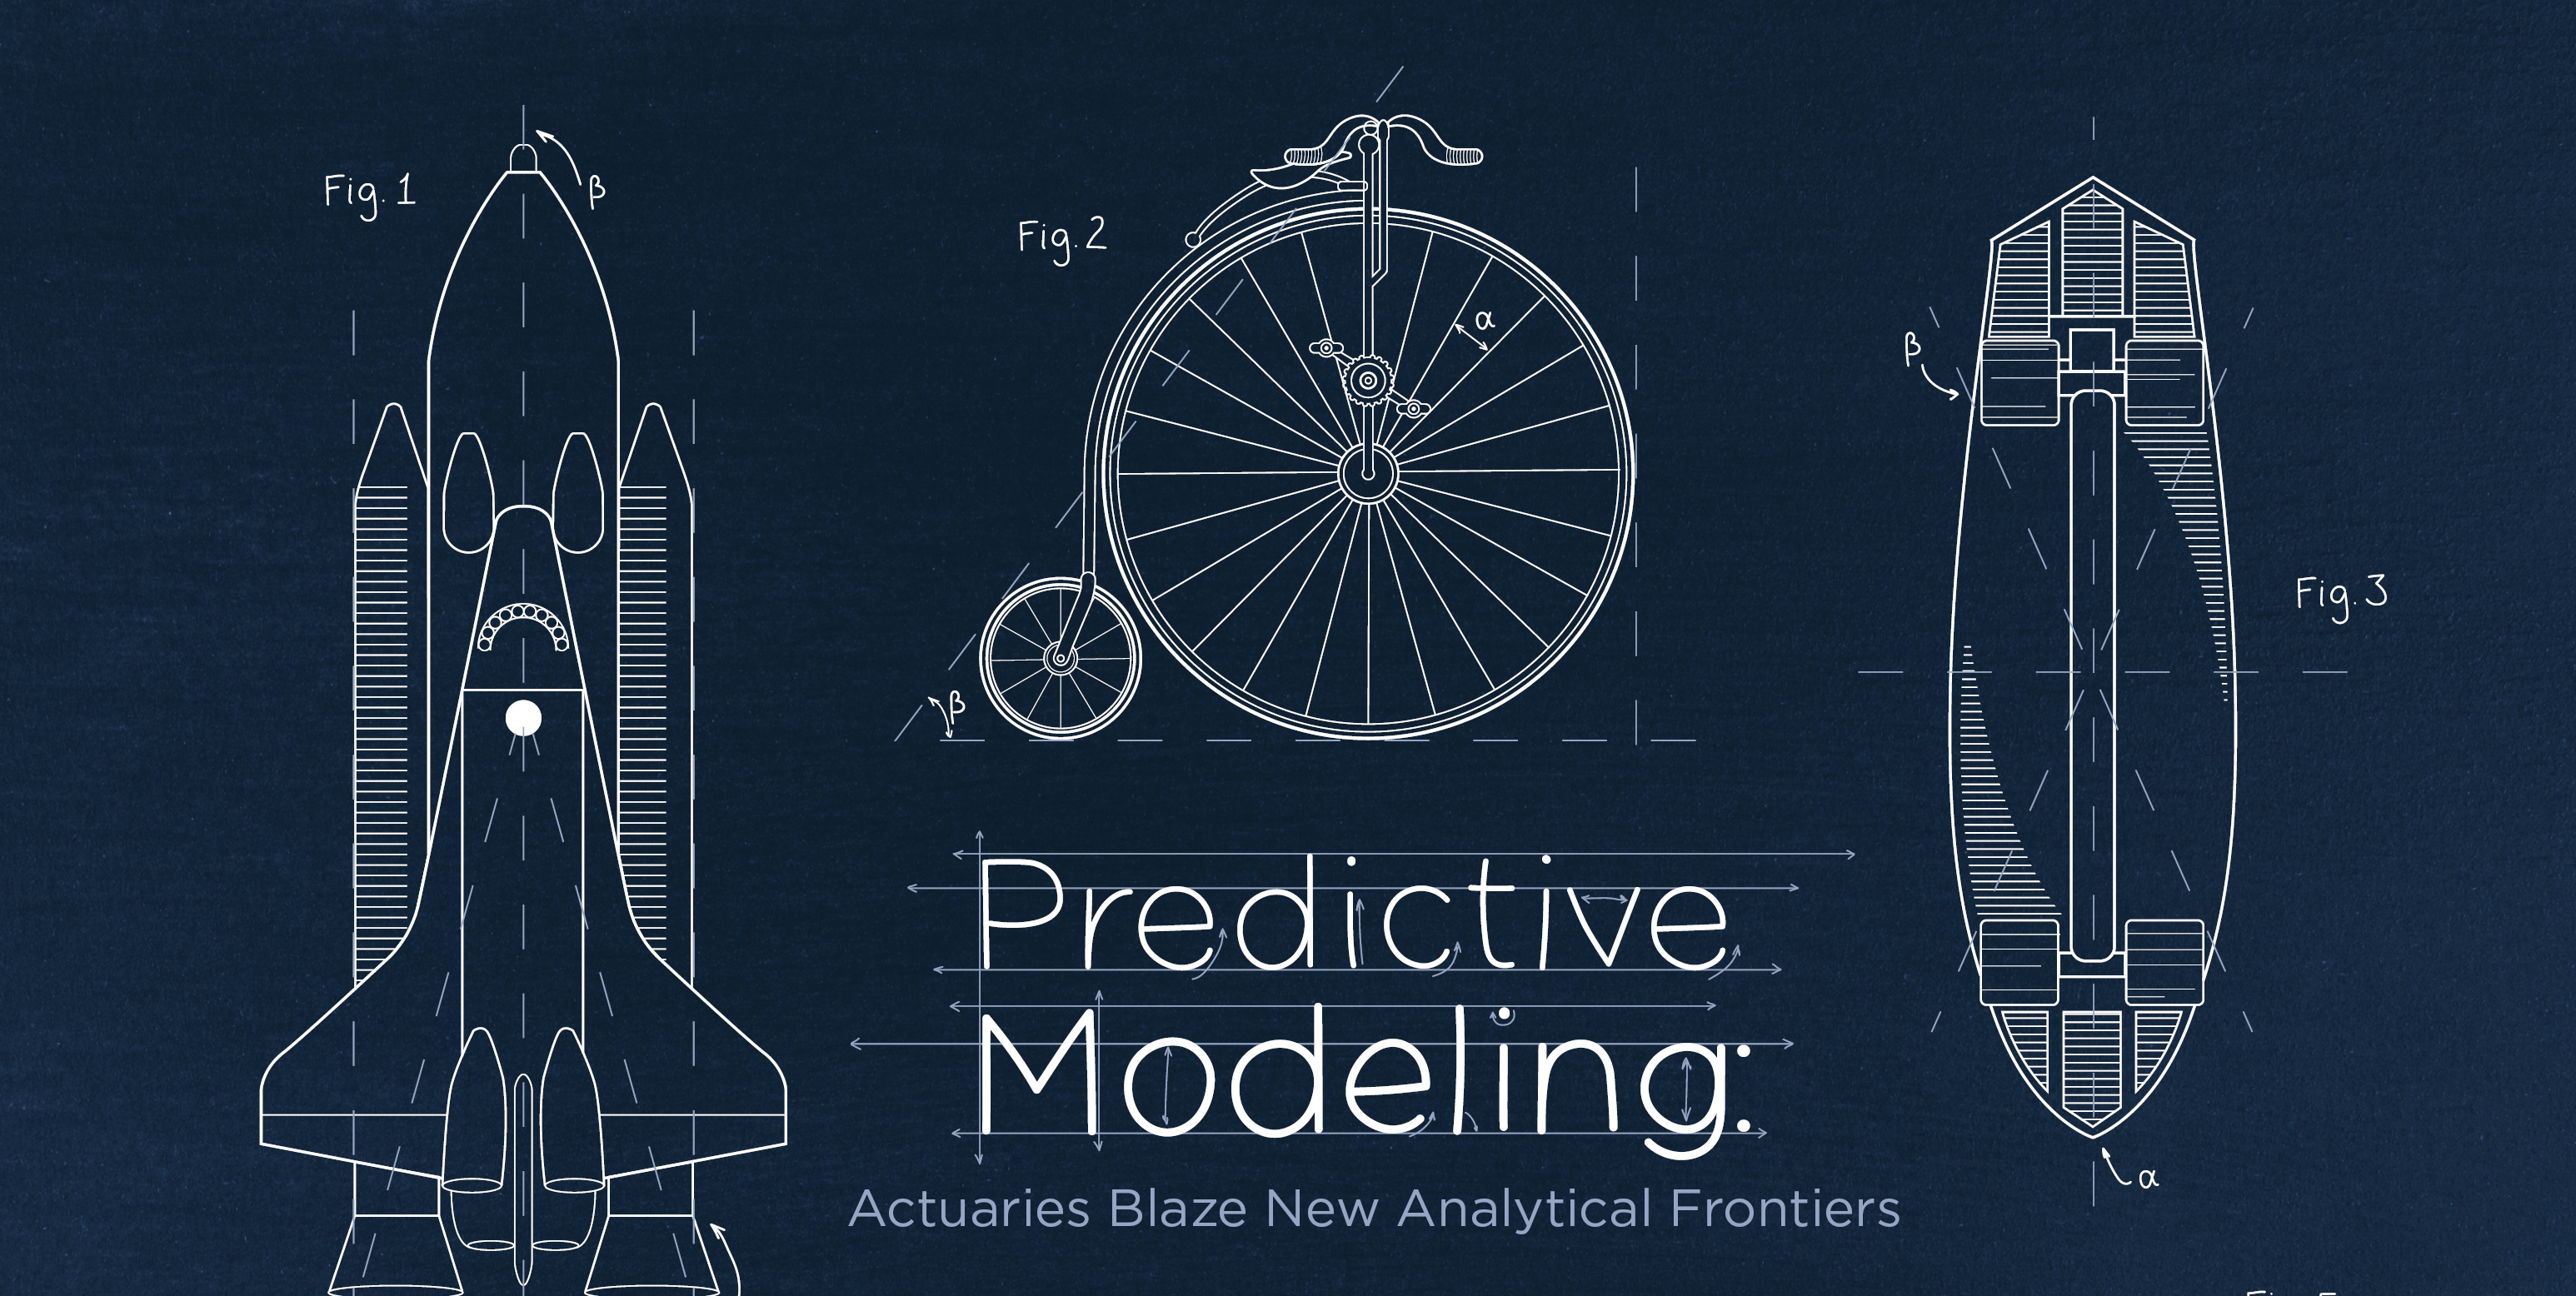 Fig. 1
β
Fig. 2
α
β
β
Fig. 3
α
Predictive
Modeling:
Actuaries Blaze New Analytical Frontiers